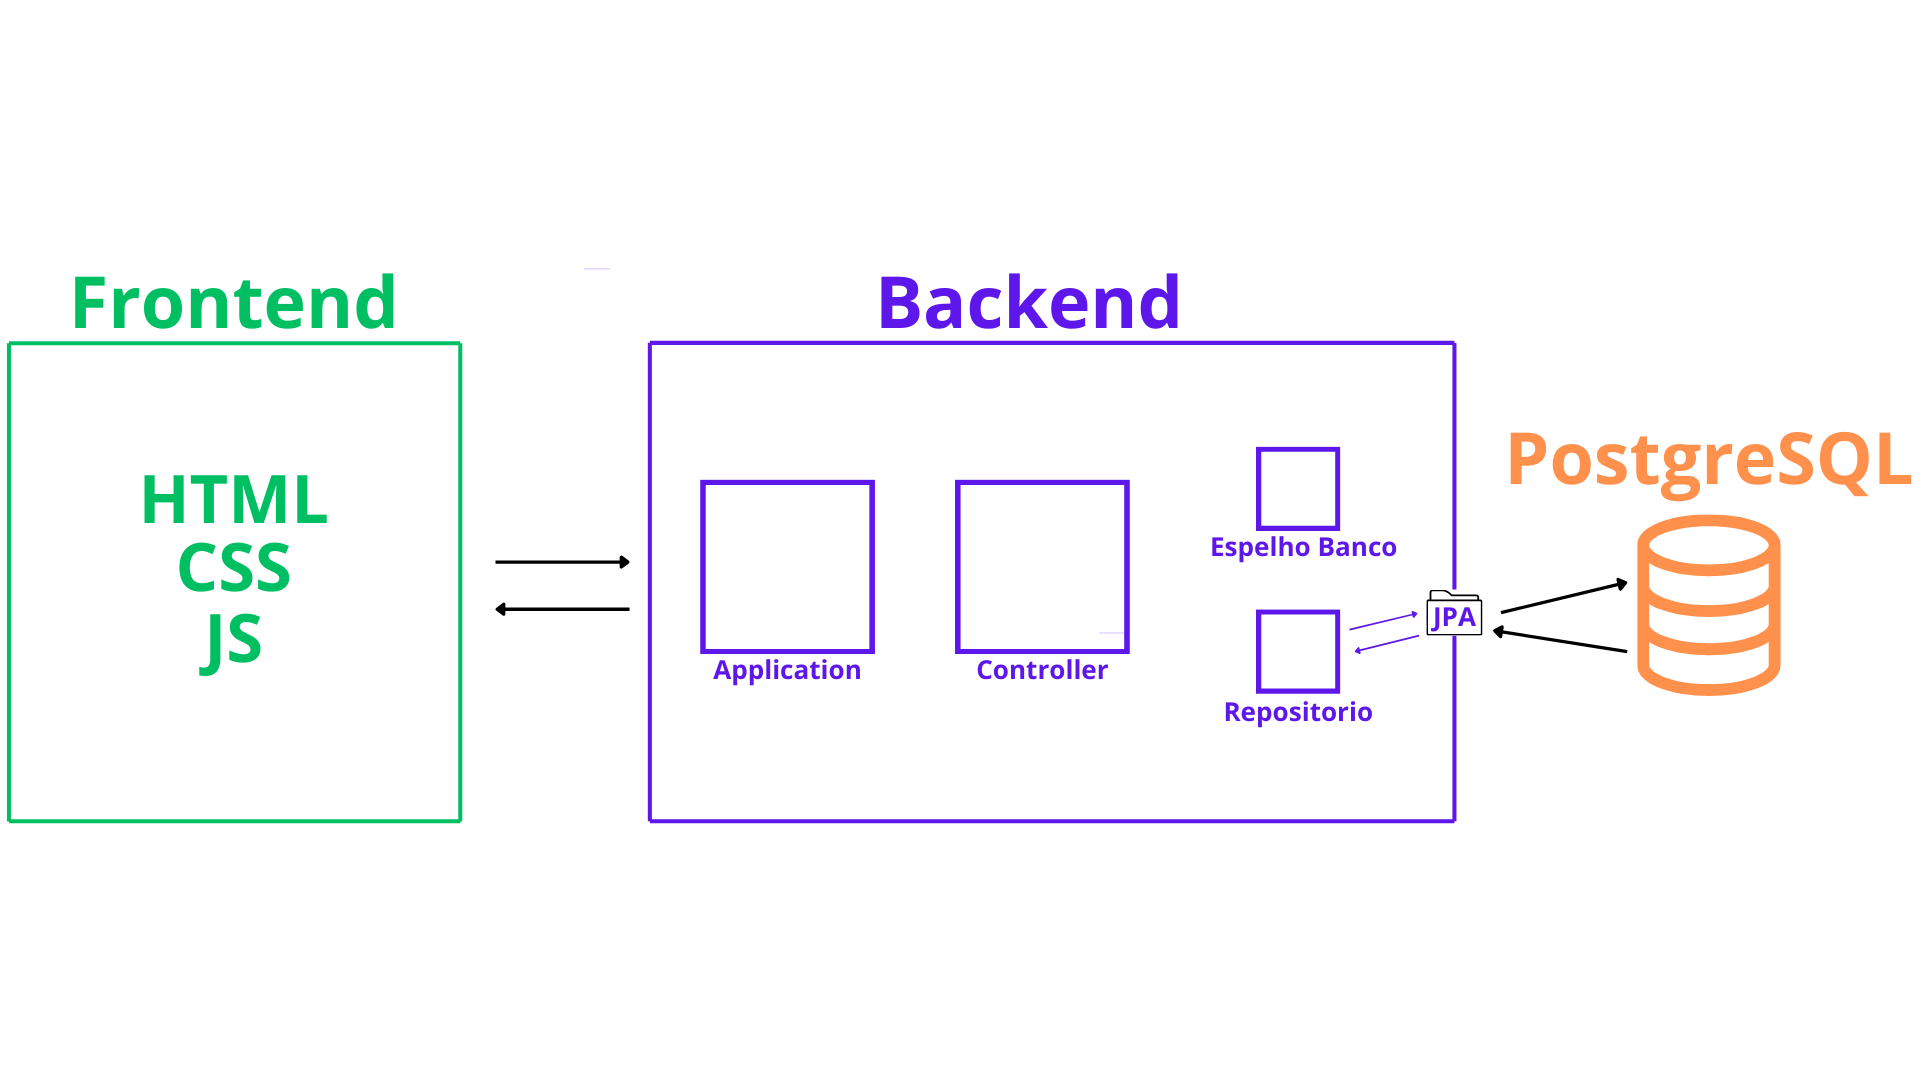 Frontend
HTML
CSS
JS
Backend
Application
Controller
Espelho Banco
Repositorio
JPA
PostgreSQL